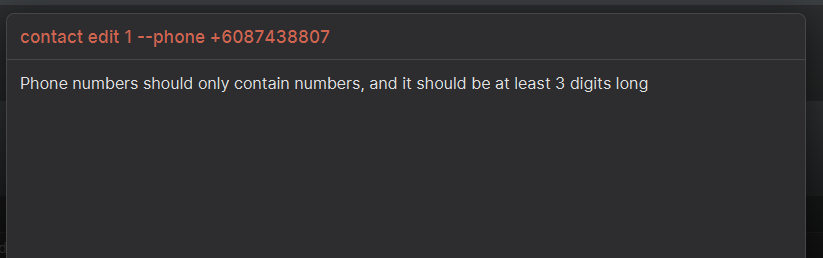 contact edit 1 --phone +6087438807
Phone numbers should only contain numbers, and it should be at least 3 digits long